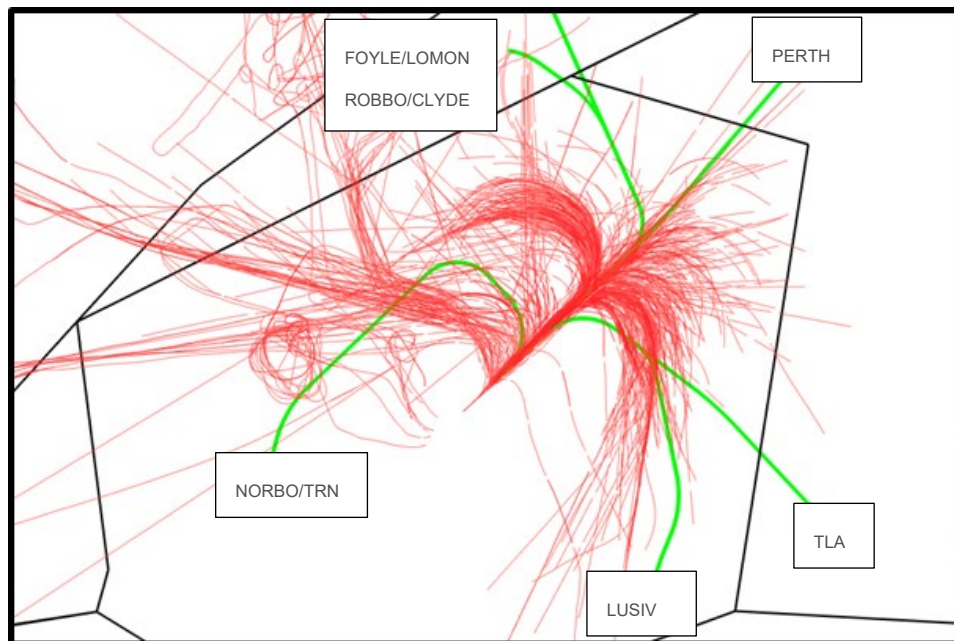 FOYLE/LOMON
ROBBO/CLYDE
PERTH
NORBO/TRN
TLA
LUSIV